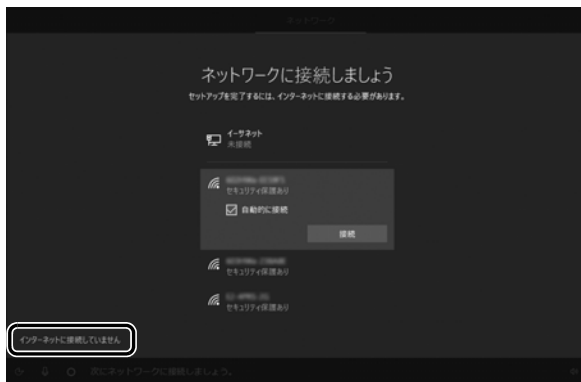 ネットワーク
ネットワークに接続しましょう
セットアップを完了するには、インターネットに接続する必要があります。
イーサネット
未接続
セキュリティ保護あり
自動的に接続
接続
セキュリティ保護あり
セキュリティ保護あり
インターネットに接続していません
次にネットワークに接続しましょう。